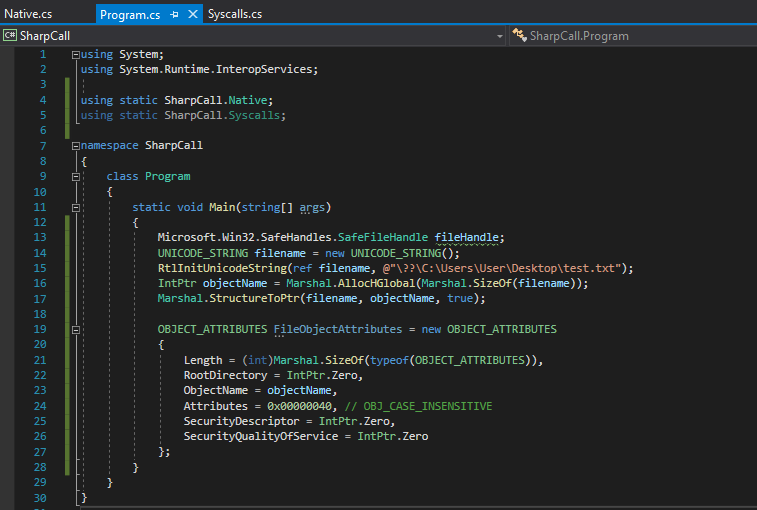 Native.cs Program.cs Syscalls.cs
C# SharpCall SharpCall.Program
1 using System;
2 using System.Runtime.InteropServices;
3
4 using static SharpCall.Native;
5 using static SharpCall.Syscalls;
6
7 namespace SharpCall
8 {
9 class Program
10 {
11 static void Main(string[] args)
12 {
13 Microsoft.Win32.SafeHandles.SafeFileHandle fileHandle;
14 UNICODE_STRING filename = new UNICODE_STRING();
15 RtlInitUnicodeString(ref filename, @"\??\C:\Users\User\Desktop\test.txt");
16 IntPtr objectName = Marshal.AllocHGlobal(Marshal.SizeOf(filename));
17 Marshal.StructureToPtr(filename, objectName, true);
18
19 OBJECT_ATTRIBUTES FileObjectAttributes = new OBJECT_ATTRIBUTES
20 {
21 Length = (int)Marshal.SizeOf(typeof(OBJECT_ATTRIBUTES)),
22 RootDirectory = IntPtr.Zero,
23 ObjectName = objectName,
24 Attributes = 0x00000040, // OBJ_CASE_INSENSITIVE
25 SecurityDescriptor = IntPtr.Zero,
26 SecurityQualityOfService = IntPtr.Zero
27 };
28 }
29 }
30 }